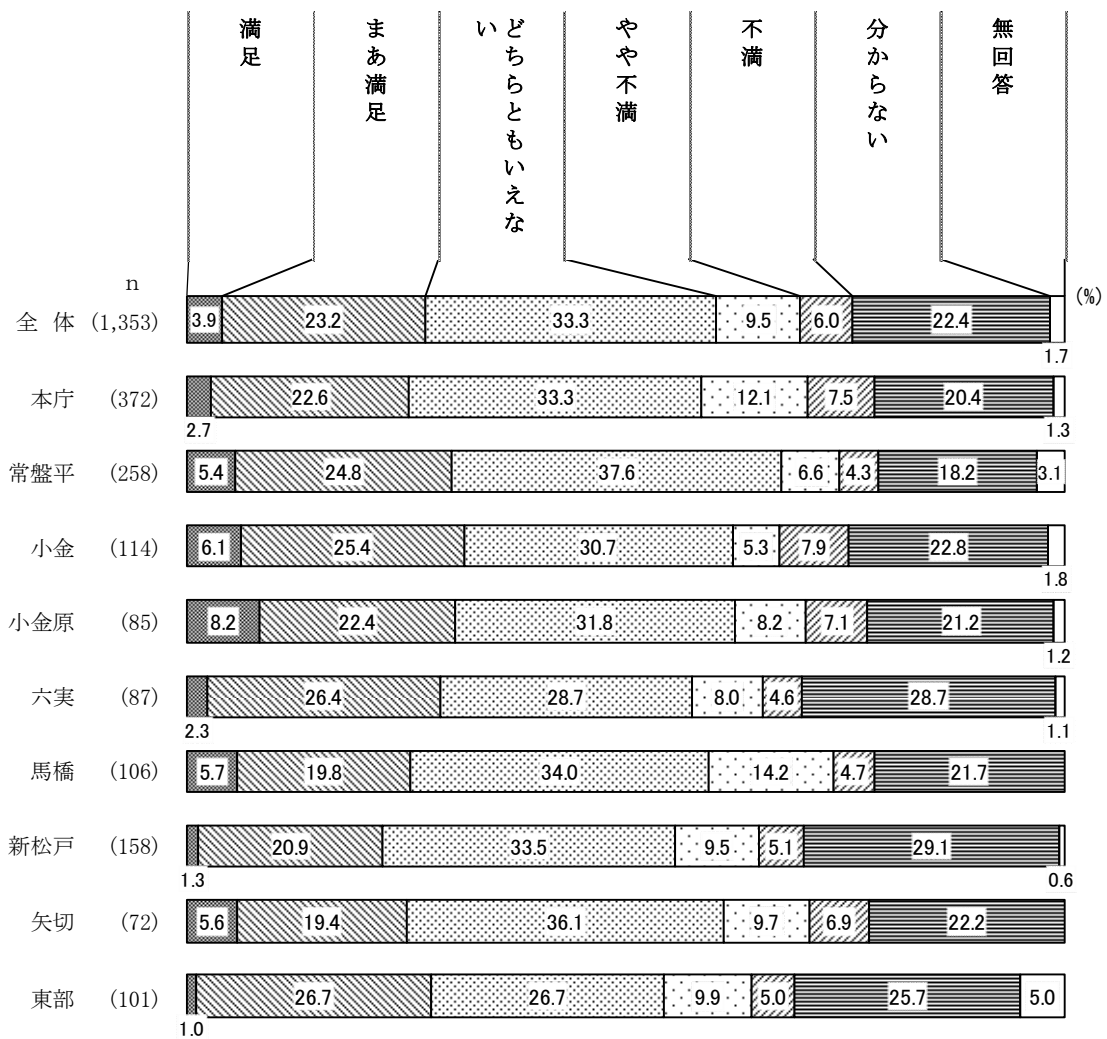 満足
まあ満足
どちらともいえな
い
やや不満
不満
分からない
無回答
n
(%)
全 体 (1,353) 3.9 23.2 33.3 9.5 6.0 22.4 1.7
本庁 (372) 2.7 22.6 33.3 12.1 7.5 20.4 1.3
常盤平 (258) 5.4 24.8 37.6 6.6 4.3 18.2 3.1
小金 (114) 6.1 25.4 30.7 5.3 7.9 22.8 1.8
小金原 (85) 8.2 22.4 31.8 8.2 7.1 21.2 1.2
六実 (87) 2.3 26.4 28.7 8.0 4.6 28.7 1.1
馬橋 (106) 5.7 19.8 34.0 14.2 4.7 21.7
新松戸 (158) 1.3 20.9 33.5 9.5 5.1 29.1 0.6
矢切 (72) 5.6 19.4 36.1 9.7 6.9 22.2
東部 (101) 1.0 26.7 26.7 9.9 5.0 25.7 5.0